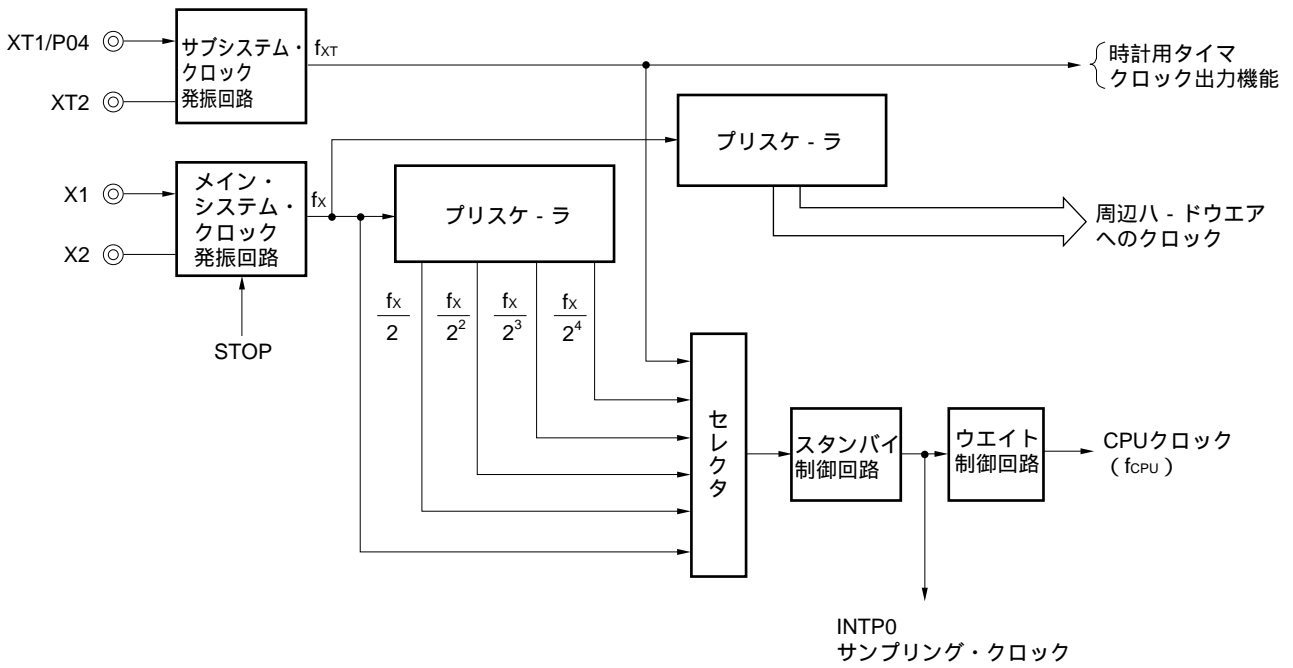 XT1/P04
XT2
サブシステム・
クロック
発振回路
fXT
時計用タイマ
クロック出力機能
X1
X2
メイン・
システム・
クロック
発振回路
fX
STOP
プリスケ - ラ
プリスケ - ラ
周辺ハ - ドウエア
へのクロック
fX
2
fX
2²
fX
2³
fX
2⁴
セレクタ
スタンバイ
制御回路
ウエイト
制御回路
CPUクロック
( fCPU )
INTP0
サンプリング・クロック